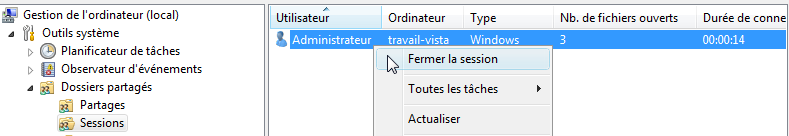 Gestion de l'ordinateur (local)
Outils système
Planificateur de tâches
Observateur d'événements
Dossiers partagés
Partages
Sessions
Utilisateur Ordinateur Type Nb. de fichiers ouverts Durée de conne
Administrateur travail-vista Windows 3 00:00:14
Fermer la session
Toutes les tâches
Actualiser